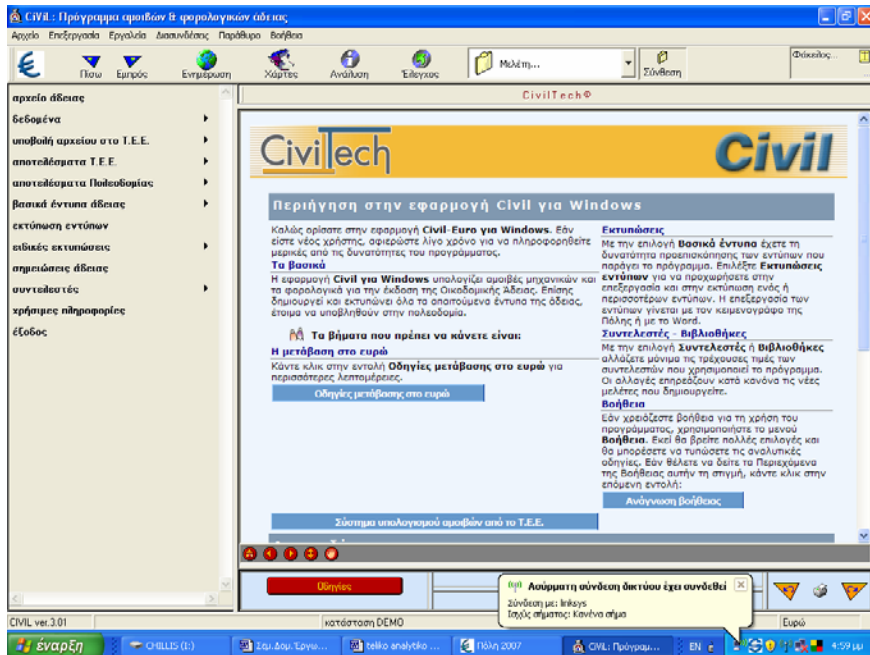 CiViL: Πρόγραμμα αμοιβών & φορολογικών άδειας
Αρχείο Επεξεργασία Εργαλεία Διασυνδέσεις Παράθυρο Βοήθεια
Πίσω Εμπρός Ενημέρωση Χάρτες Ανάλυση Έλεγχος Μελέτη... Σύνθεση Φάκελος...
CivilTech©
αρχείο άδειας
δεδομένα
υποβολή αρχείου στο Τ.Ε.Ε.
αποτελέσματα Τ.Ε.Ε.
αποτελέσματα Πολεοδομίας
βασικά έντυπα άδειας
εκτύπωση εντύπων
ειδικές εκτυπώσεις
σημειώσεις άδειας
συντελεστές
χρήσιμες πληροφορίες
έξοδος
CiviTech Civil
Περιήγηση στην εφαρμογή Civil για Windows
Καλώς ορίσατε στην εφαρμογή Civil-Euro για Windows. Εάν
είστε νέος χρήστης, αφιερώστε λίγο χρόνο για να πληροφορηθείτε
μερικές από τις δυνατότητες του προγράμματος.
Τα βασικά
Η εφαρμογή Civil για Windows υπολογίζει αμοιβές μηχανικών και
τα φορολογικά για την έκδοση της Οικοδομικής Άδειας. Επίσης
δημιουργεί και εκτυπώνει όλα τα απαιτούμενα έντυπα της άδειας,
έτοιμα να υποβληθούν στην πολεοδομία.
Τα βήματα που πρέπει να κάνετε είναι:
Η μετάβαση στο ευρώ
Κάντε κλικ στην εντολή Οδηγίες μετάβασης στο ευρώ για
περισσότερες λεπτομέρειες.
Οδηγίες μετάβασης στο ευρώ
Σύστημα υπολογισμού αμοιβών από το Τ.Ε.Ε.
Εκτυπώσεις
Με την επιλογή Βασικά έντυπα έχετε τη
δυνατότητα προεπισκόπησης των εντύπων που
παράγει το πρόγραμμα. Επιλέξτε Εκτυπώσεις
εντύπων για να προχωρήσετε στην
επεξεργασία και στην εκτύπωση ενός ή
περισσοτέρων εντύπων. Η επεξεργασία των
εντύπων γίνεται με τον κειμενογράφο της
Πόλης ή με το Word.
Συντελεστές - Βιβλιοθήκες
Με την επιλογή Συντελεστές ή Βιβλιοθήκες
αλλάζετε μόνιμα τις τρέχουσες τιμές των
συντελεστών που χρησιμοποιεί το πρόγραμμα.
Οι αλλαγές επηρεάζουν κατά κανόνα τις νέες
μελέτες που δημιουργείτε.
Βοήθεια
Εάν χρειάζεστε βοήθεια για τη χρήση του
προγράμματος, χρησιμοποιήστε το μενού
Βοήθεια. Εκεί θα βρείτε πολλές επιλογές και
θα μπορέσετε να τυπώσετε τις αναλυτικές
οδηγίες. Εάν θέλετε να δείτε τα Περιεχόμενα
της Βοήθειας αυτήν τη στιγμή, κάντε κλικ στην
επόμενη εντολή:
Ανάγνωση βοήθειας
Οδηγίες
Ασύρματη σύνδεση δικτύου έχει συνδεθεί
Σύνδεση με: linksys
Ισχύς σήματος: Κανένα σήμα
CIVIL ver.3.01 κατάσταση DEMO Ευρώ
έναρξη CHILLIS (I:) Σεμ.Δομ.Έργω... teliko analytiko ... Πόλη 2007 CiVIL: Πρόγραμ... EN 4:59 μμ